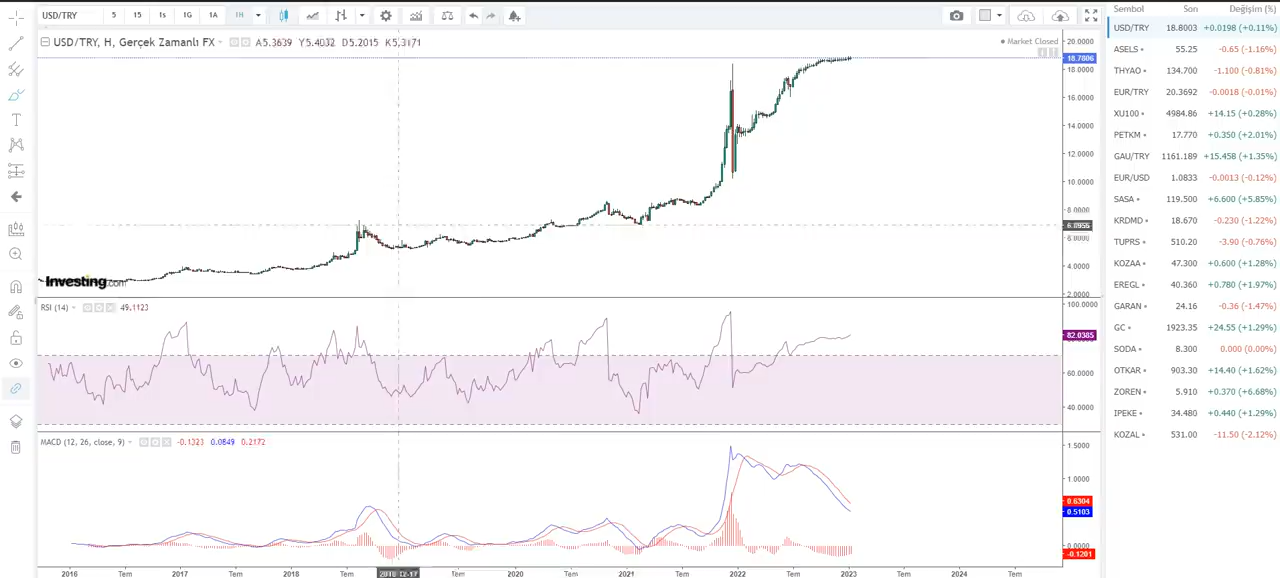 USD/TRY 5 15 1s 1G 1A 1H
USD/TRY, H, Gerçek Zamanlı FX A5.3639 Y5.4032 D5.2015 K5.3171
Market Closed
20.0000
18.7806
18.0000
16.0000
14.0000
12.0000
10.0000
8.0000
6.0000
4.0000
2.0000
Investing.com
RSI (14) 49.1123
100.0000
82.0385
60.0000
40.0000
MACD (12, 26, close, 9) -0.1323 0.0849 0.2172
1.5000
1.0000
0.6304
0.5103
0.0000
-0.1201
2016 Tem 2017 Tem 2018 Tem 2018-12-17 Tem 2020 Tem 2021 Tem 2022 Tem 2023 Tem 2024 Tem
Sembol Son Değişim (%)
USD/TRY 18.8003 +0.0198 (+0.11%)
ASELS 55.25 -0.65 (-1.16%)
THYAO 134.700 -1.100 (-0.81%)
EUR/TRY 20.3692 -0.0018 (-0.01%)
XU100 4984.86 +14.15 (+0.28%)
PETKM 17.770 +0.350 (+2.01%)
GAU/TRY 1161.189 +15.458 (+1.35%)
EUR/USD 1.0833 -0.0013 (-0.12%)
SASA 119.500 +6.600 (+5.85%)
KRDMD 18.670 -0.230 (-1.22%)
TUPRS 510.20 -3.90 (-0.76%)
KOZAA 47.300 +0.600 (+1.28%)
EREGL 40.360 +0.780 (+1.97%)
GARAN 24.16 -0.36 (-1.47%)
GC 1923.35 +24.55 (+1.29%)
SODA 8.300 0.000 (0.00%)
OTKAR 903.30 +14.40 (+1.62%)
ZOREN 5.910 +0.370 (+6.68%)
IPEKE 34.480 +0.440 (+1.29%)
KOZAL 531.00 -11.50 (-2.12%)